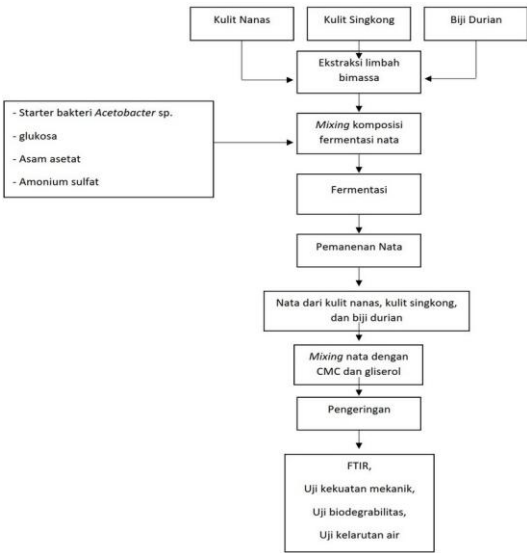 Kulit Nanas
Kulit Singkong
Biji Durian
Ekstraksi limbah
bimassa
- Starter bakteri Acetobacter sp.
- glukosa
- Asam asetat
- Amonium sulfat
Mixing komposisi
fermentasi nata
Fermentasi
Pemanenan Nata
Nata dari kulit nanas, kulit singkong,
dan biji durian
Mixing nata dengan
CMC dan gliserol
Pengeringan
FTIR,
Uji kekuatan mekanik,
Uji biodegrabilitas,
Uji kelarutan air